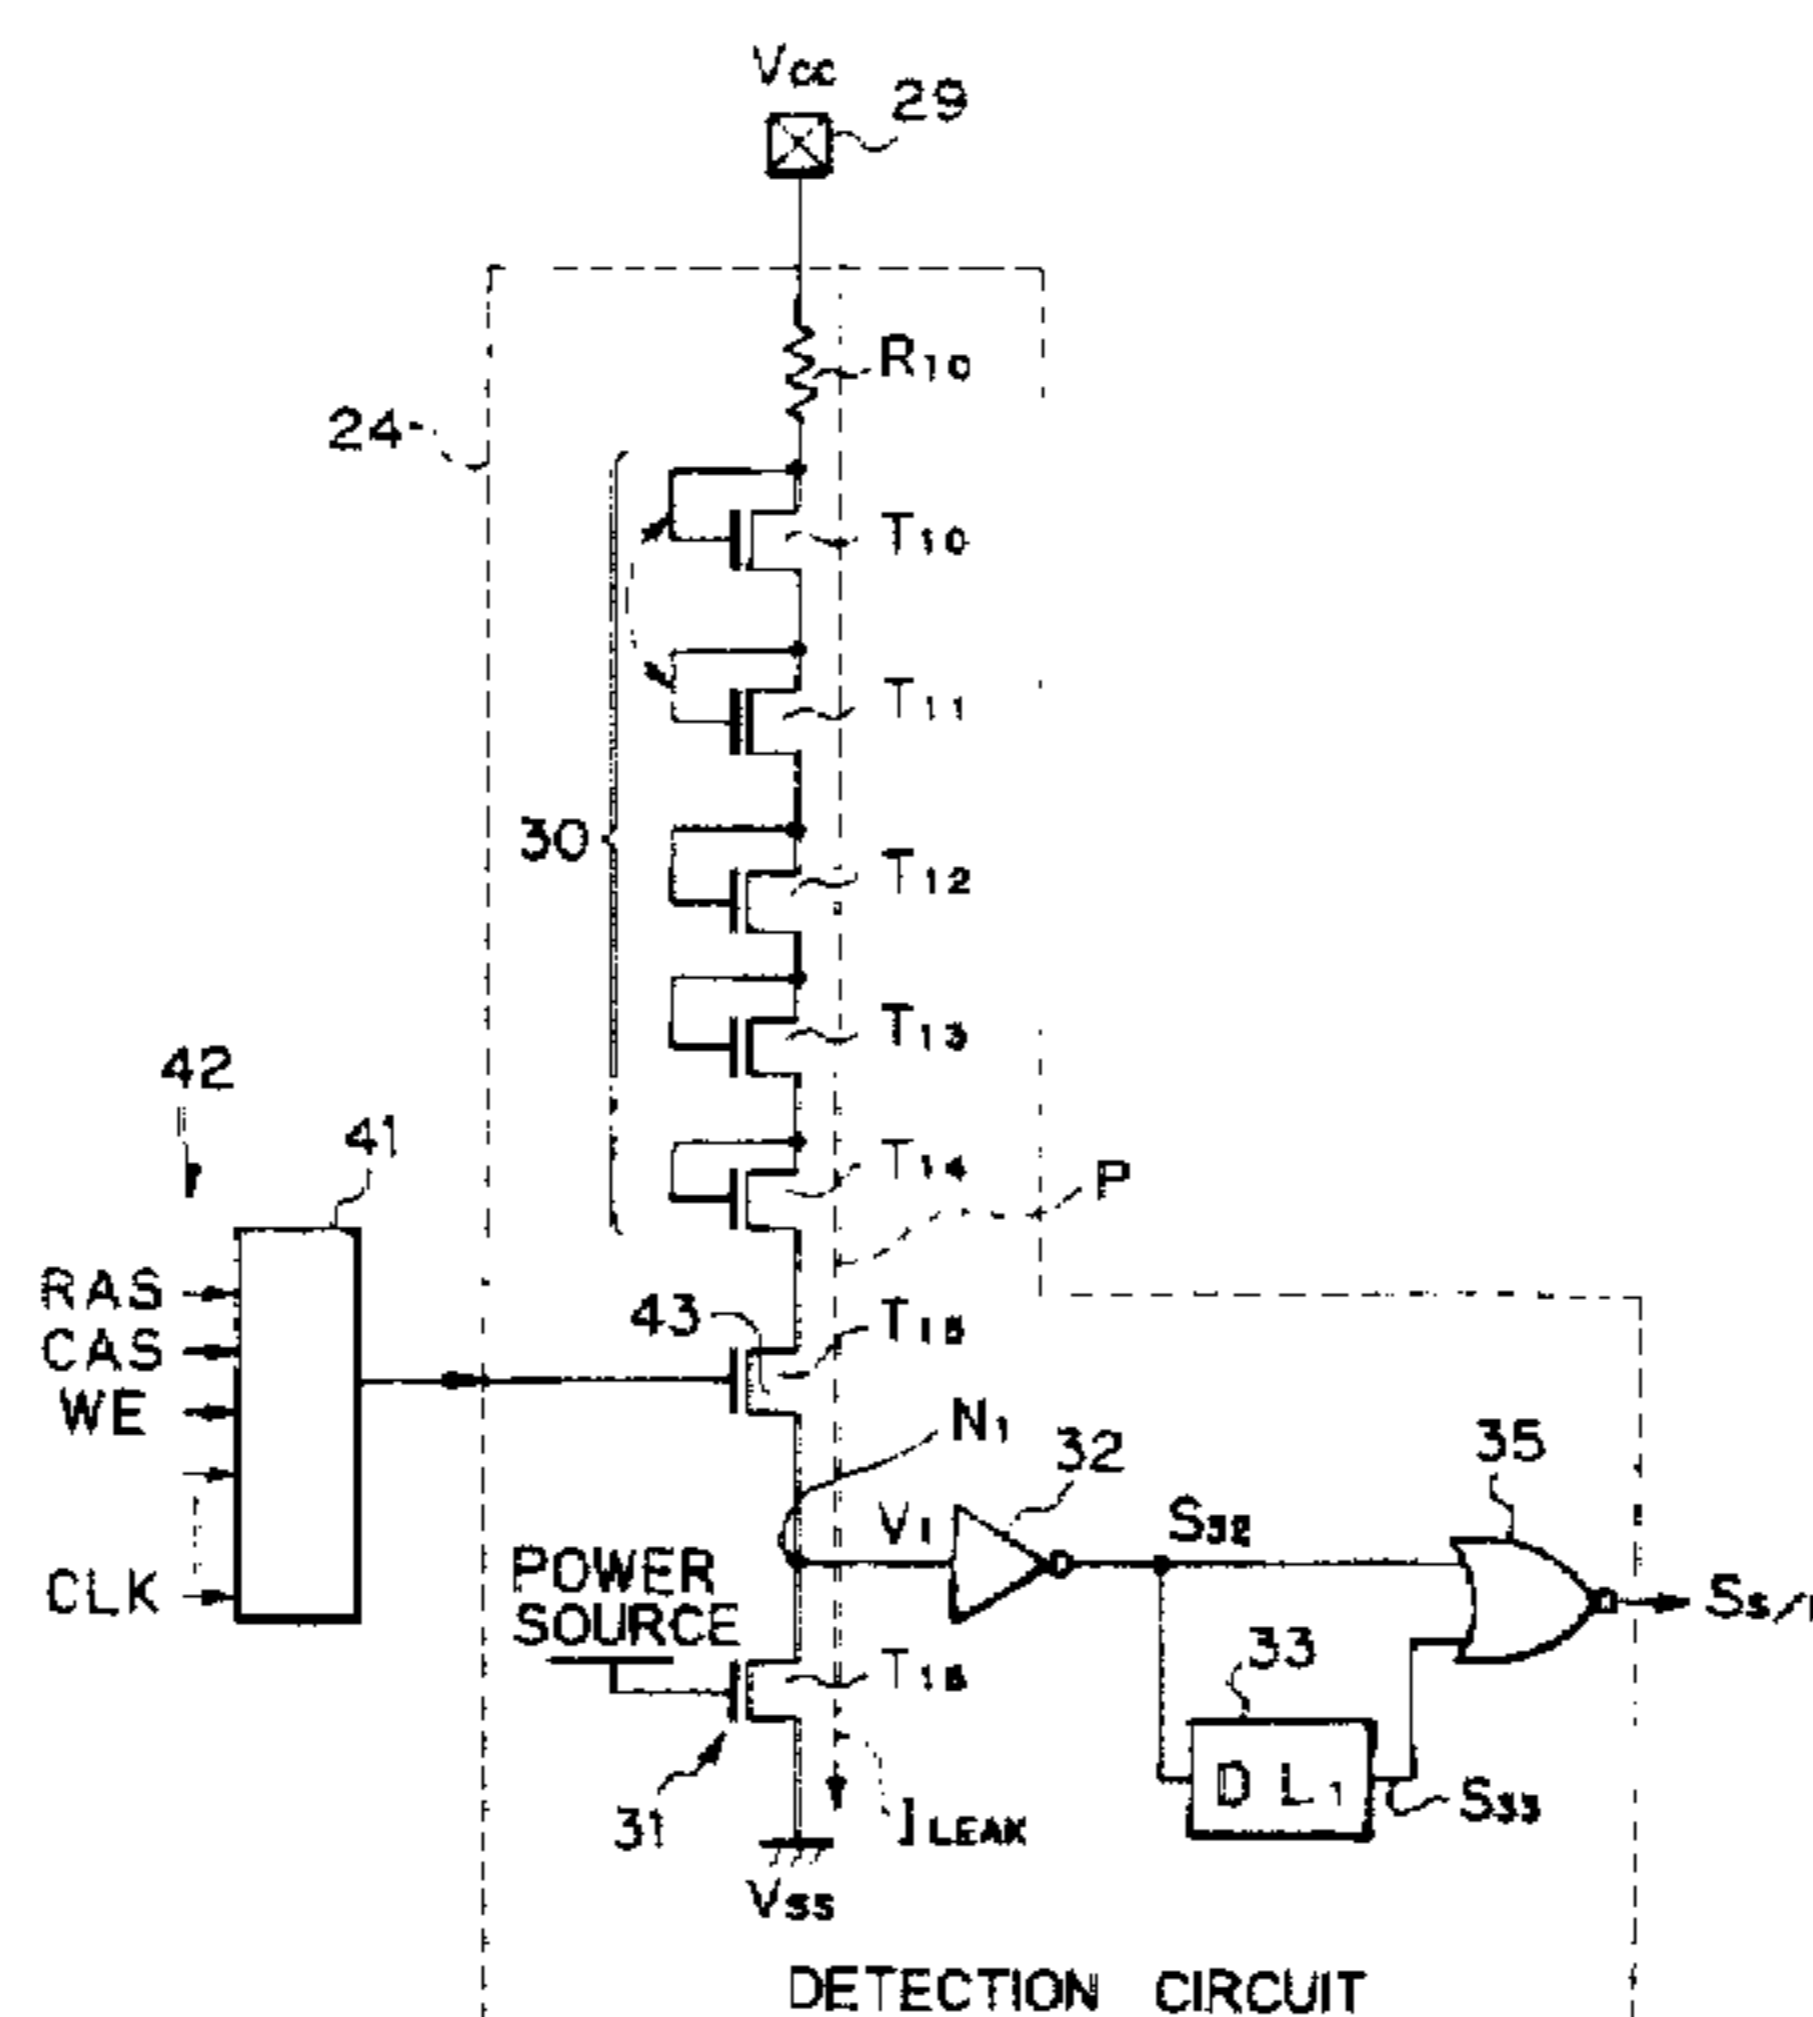 Vcc
29
R10
24
T10
T11
30
T12
T13
42
41
T14
P
RAS
43
T15
CAS
WE
N1
32
35
V1
S32
POWER
SOURCE
CLK
33
T16
DL1
S33
31
ILEAK
Vss
DETECTION CIRCUIT